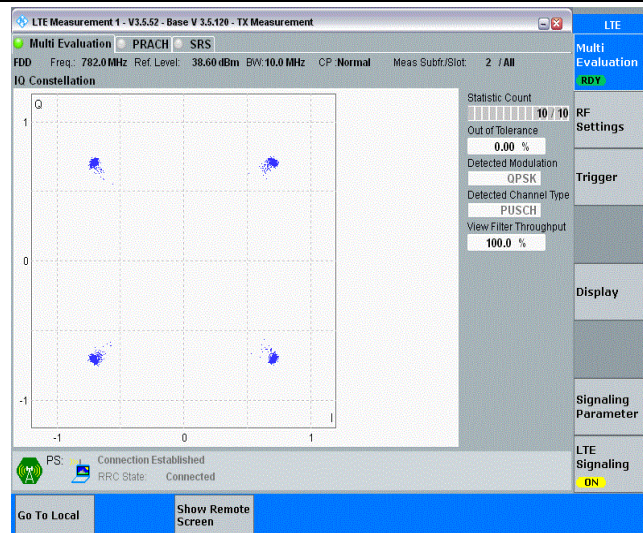 LTE Measurement 1 - V3.5.52 - Base V 3.5.120 - TX Measurement
LTE
Multi Evaluation PRACH SRS
FDD Freq.: 782.0 MHz Ref. Level: 38.60 dBm BW: 10.0 MHz CP :Normal Meas Subfr./Slot: 2 / All
IQ Constellation
Q
1
0
-1
I
-1 0 1
Statistic Count
10 / 10
Out of Tolerance
0.00 %
Detected Modulation
QPSK
Detected Channel Type
PUSCH
View Filter Throughput
100.0 %
Multi
Evaluation
RDY
RF
Settings
Trigger
Display
Signaling
Parameter
LTE
Signaling
ON
PS: Connection Established
RRC State: Connected
Go To Local
Show Remote
Screen